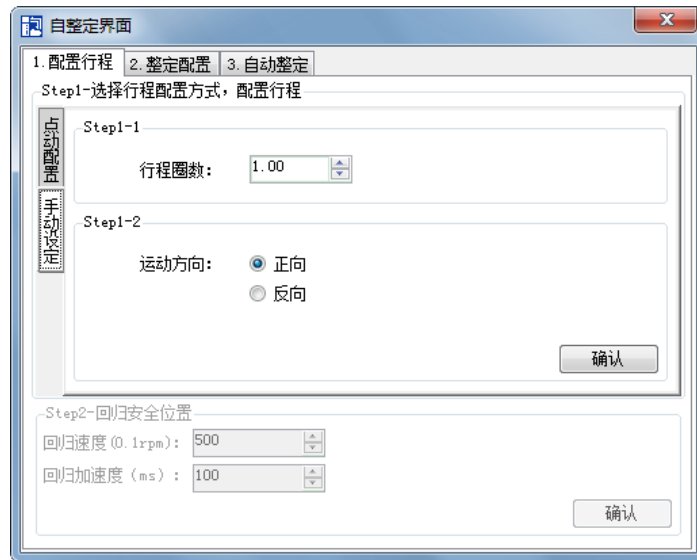 自整定界面
1.配置行程 2.整定配置 3.自动整定
Step1-选择行程配置方式，配置行程
点动配置
手动设定
Step1-1
行程圈数： 1.00
Step1-2
运动方向： 正向
反向
确认
Step2-回归安全位置
回归速度(0.1rpm)： 500
回归加速度（ms）： 100
确认